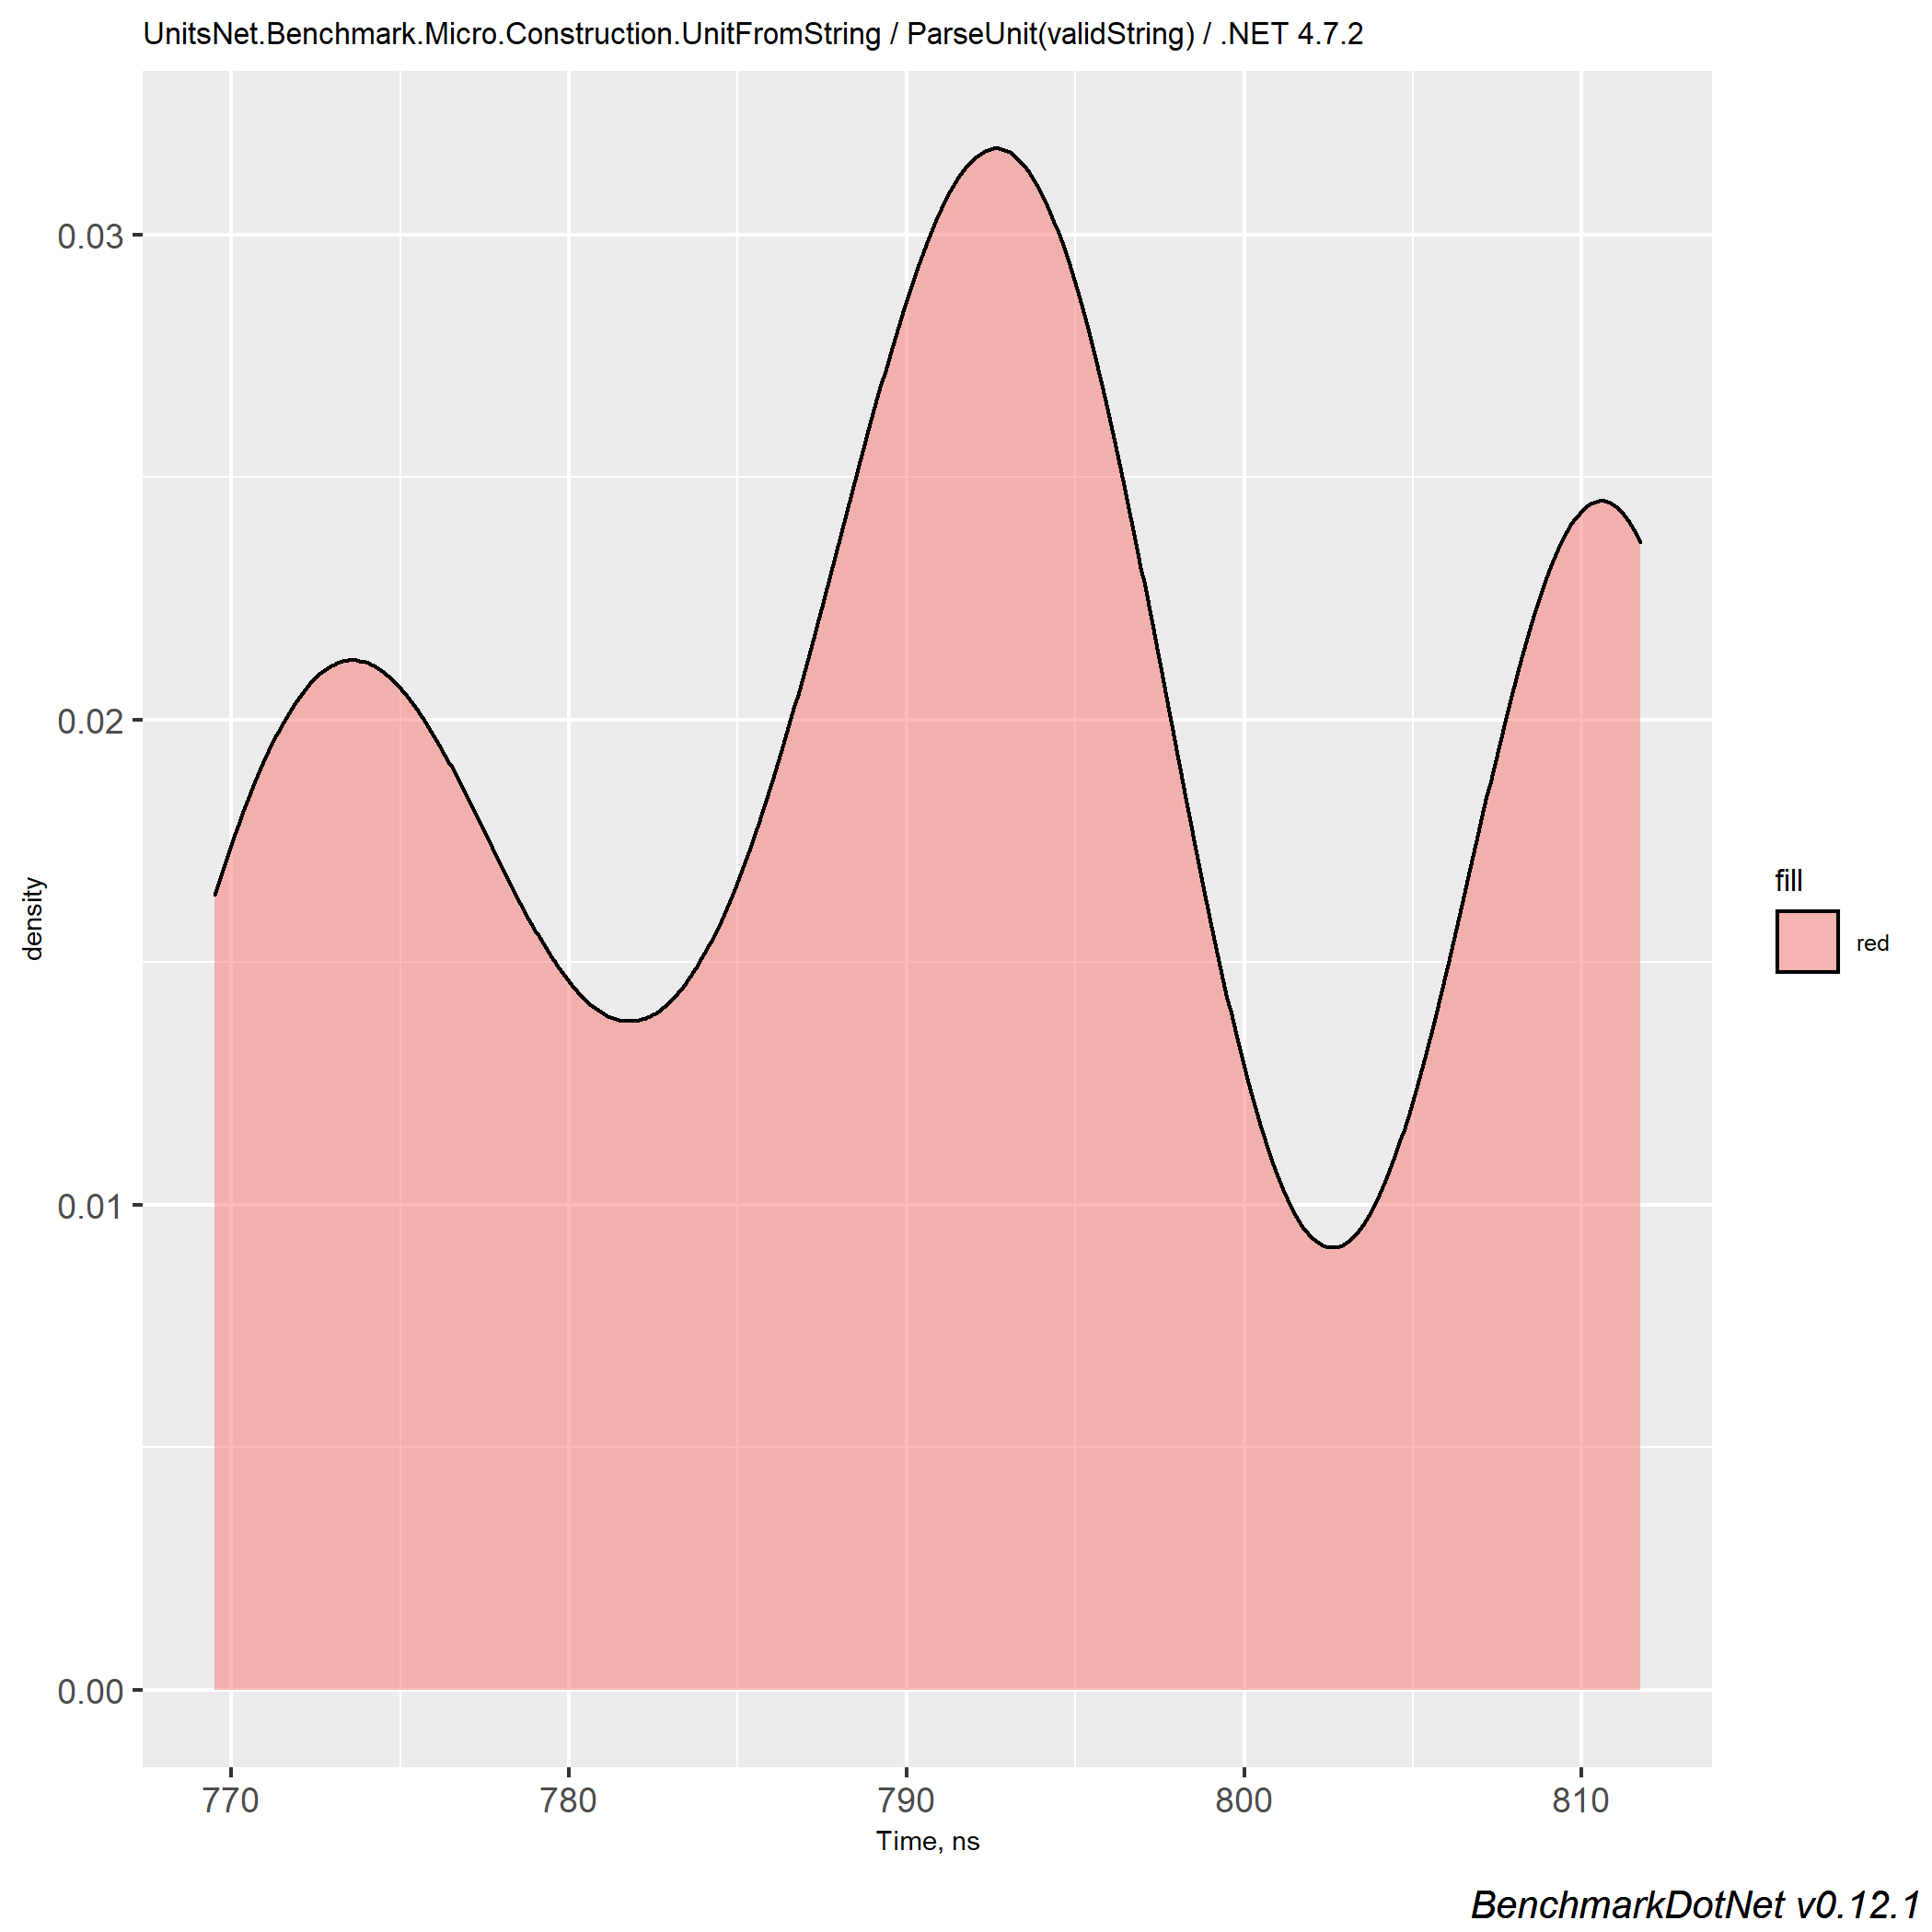 UnitsNet.Benchmark.Micro.Construction.UnitFromString / ParseUnit(validString) / .NET 4.7.2
0.03
0.02
0.01
0.00
density
770 780 790 800 810
Time, ns
fill
red
BenchmarkDotNet v0.12.1